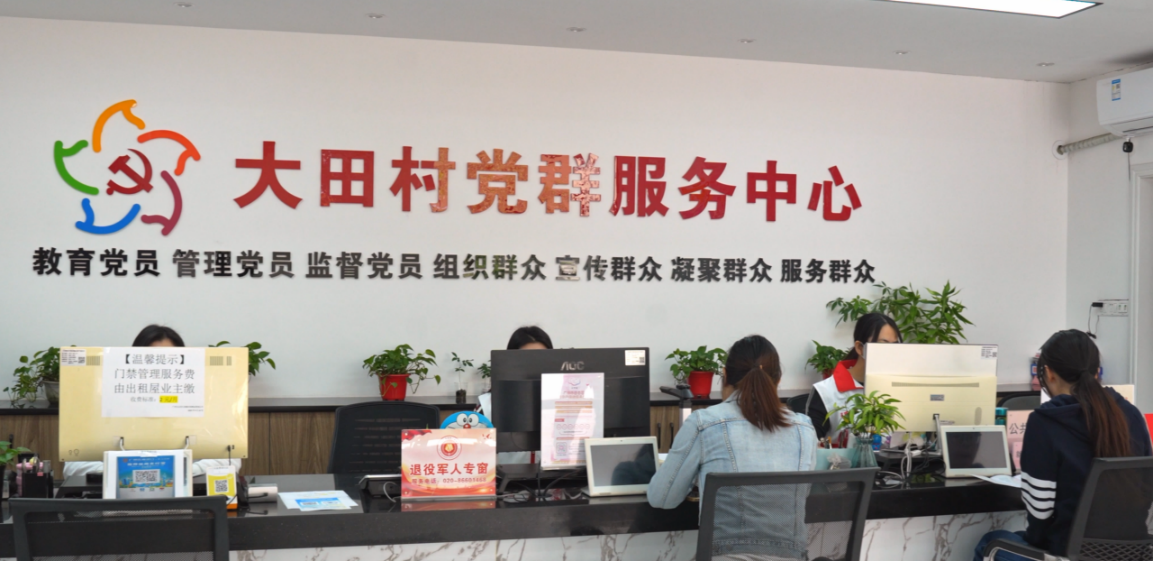 大田村党群服务中心
教育党员 管理党员 监督党员 组织群众 宣传群众 凝聚群众 服务群众
【温馨提示】
门禁管理服务费
由出租屋业主缴
AOC
退役军人专窗
公共